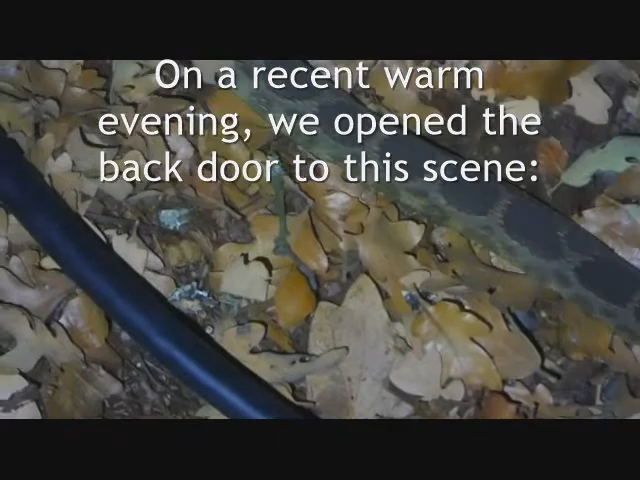 On a recent warm
evening, we opened the
back door to this scene: